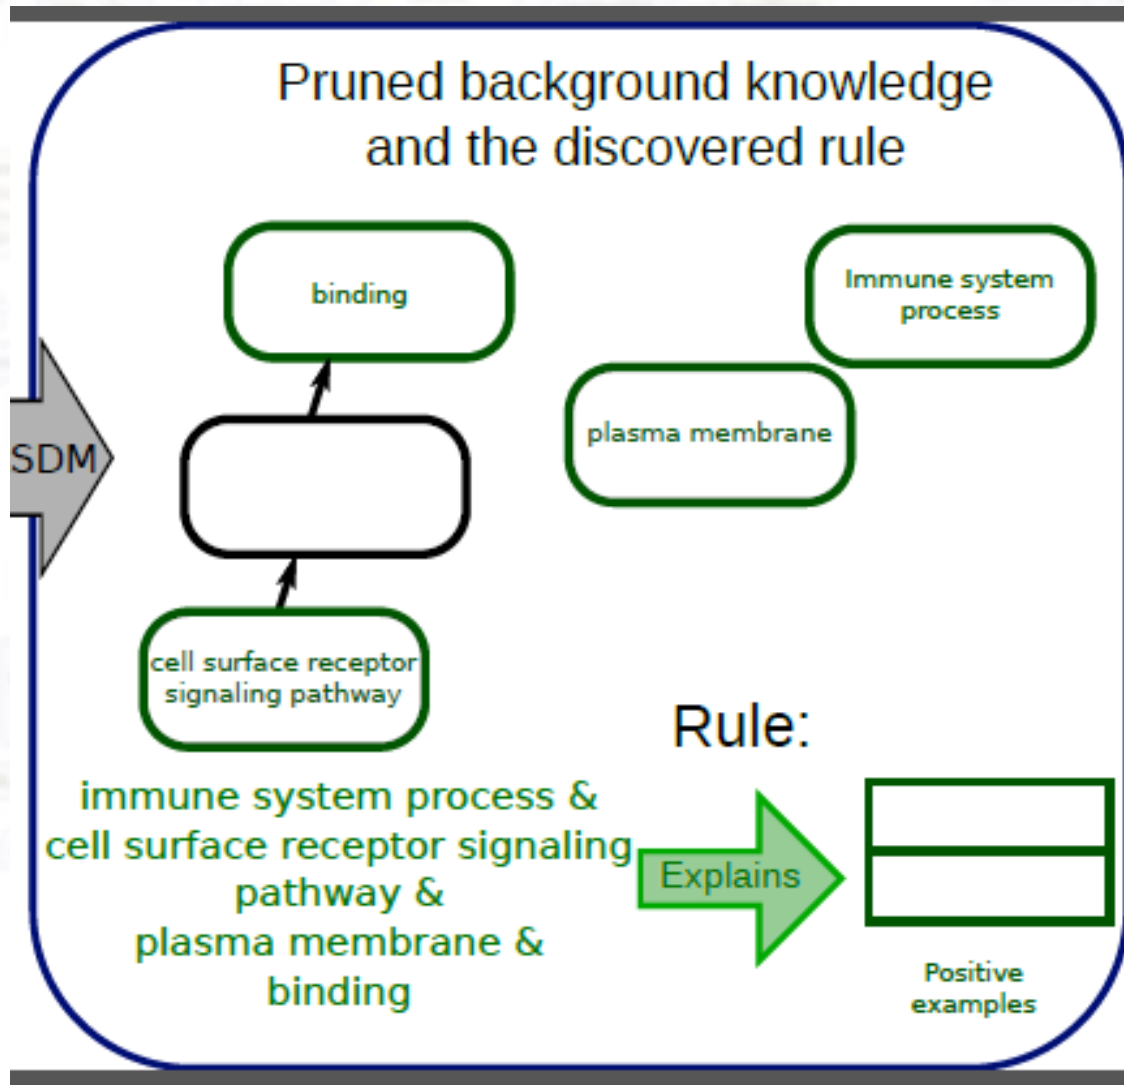 Pruned background knowledge
and the discovered rule
binding
Immune system
process
plasma membrane
SDM
cell surface receptor
signaling pathway
Rule:
immune system process &
cell surface receptor signaling
pathway &
plasma membrane &
binding
Explains
Positive
examples